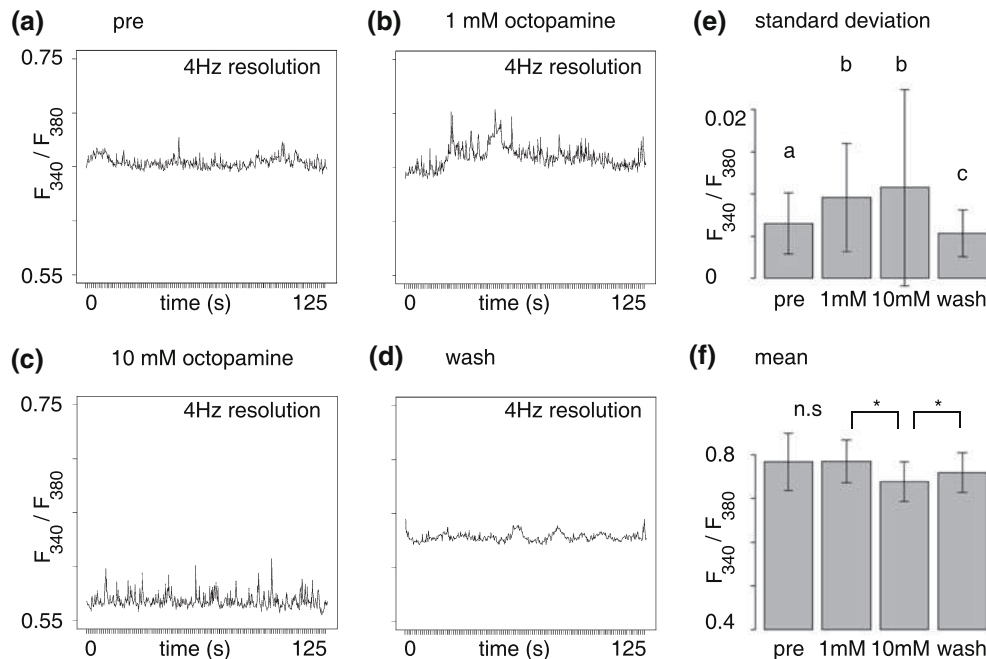 (a) pre
0.75
4Hz resolution
F340 / F380
0.55
0 time (s) 125
(b) 1 mM octopamine
4Hz resolution
0 time (s) 125
(e) standard deviation
0.02
F340 / F380
0
a
b
b
c
pre 1mM 10mM wash
(c) 10 mM octopamine
0.75
4Hz resolution
F340 / F380
0.55
0 time (s) 125
(d) wash
4Hz resolution
0 time (s) 125
(f) mean
n.s * *
0.8
F340 / F380
0.4
pre 1mM 10mM wash